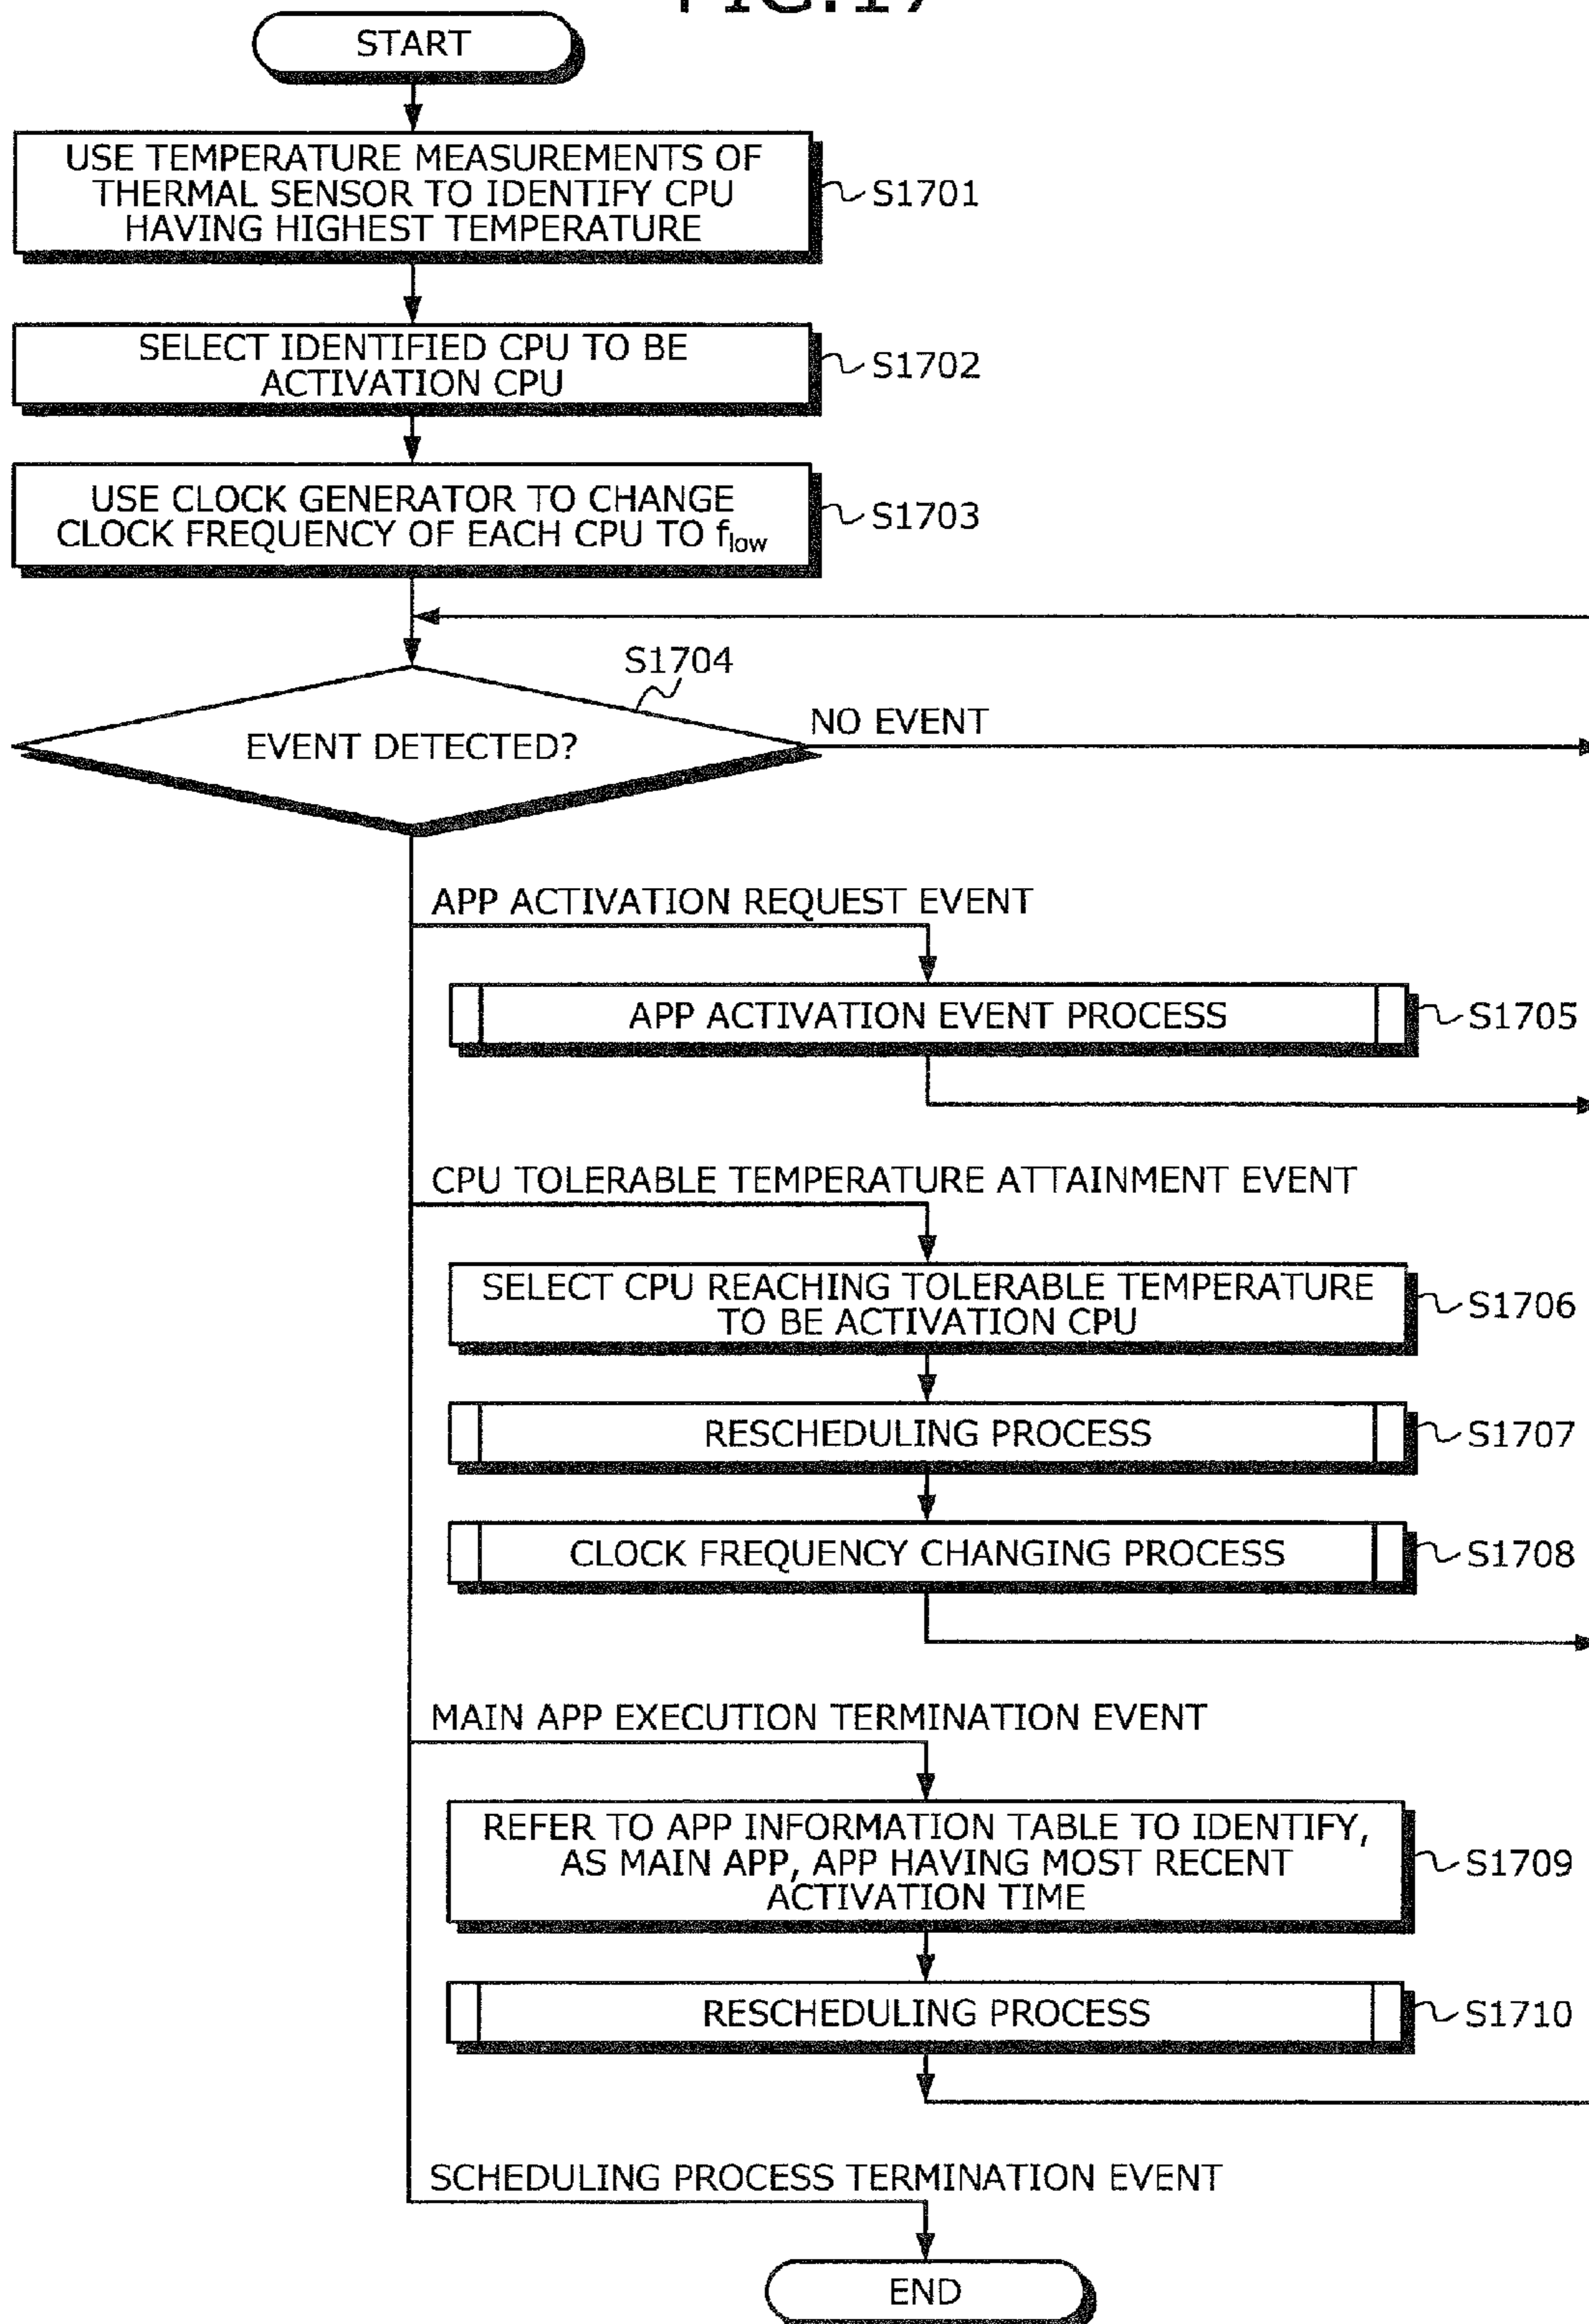 FIG.17
START
USE TEMPERATURE MEASUREMENTS OF
THERMAL SENSOR TO IDENTIFY CPU
HAVING HIGHEST TEMPERATURE
S1701
SELECT IDENTIFIED CPU TO BE
ACTIVATION CPU
S1702
USE CLOCK GENERATOR TO CHANGE
CLOCK FREQUENCY OF EACH CPU TO flow
S1703
S1704
EVENT DETECTED?
NO EVENT
APP ACTIVATION REQUEST EVENT
APP ACTIVATION EVENT PROCESS
S1705
CPU TOLERABLE TEMPERATURE ATTAINMENT EVENT
SELECT CPU REACHING TOLERABLE TEMPERATURE
TO BE ACTIVATION CPU
S1706
RESCHEDULING PROCESS
S1707
CLOCK FREQUENCY CHANGING PROCESS
S1708
MAIN APP EXECUTION TERMINATION EVENT
REFER TO APP INFORMATION TABLE TO IDENTIFY,
AS MAIN APP, APP HAVING MOST RECENT
ACTIVATION TIME
S1709
RESCHEDULING PROCESS
S1710
SCHEDULING PROCESS TERMINATION EVENT
END